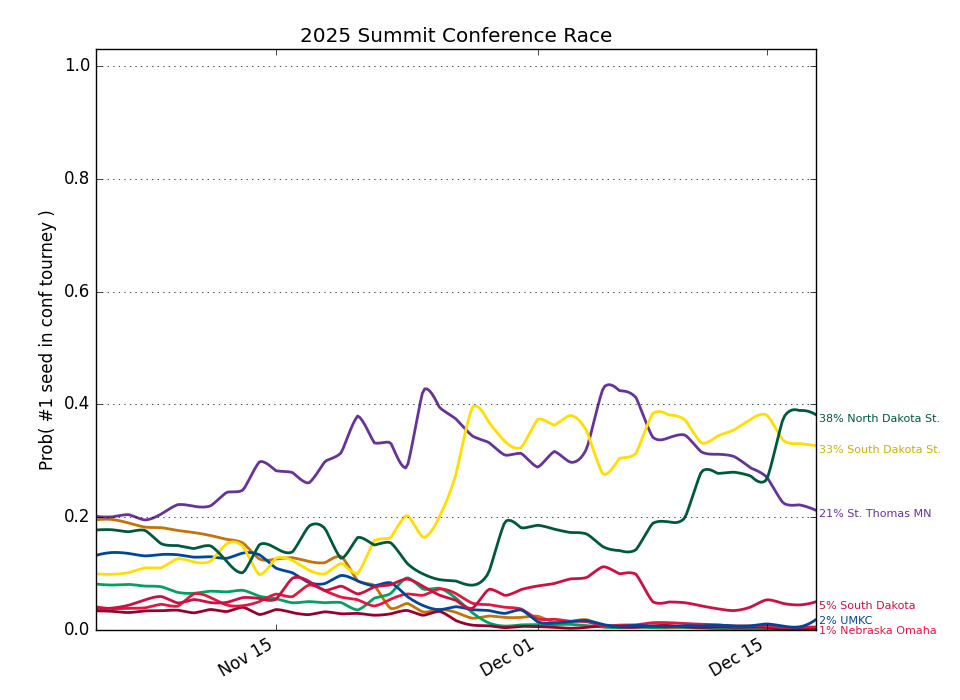 2025 Summit Conference Race
Prob( #1 seed in conf tourney )
1.0
0.8
0.6
0.4
0.2
0.0
Nov 15
Dec 01
Dec 15
38% North Dakota St.
33% South Dakota St.
21% St. Thomas MN
5% South Dakota
2% UMKC
1% Nebraska Omaha